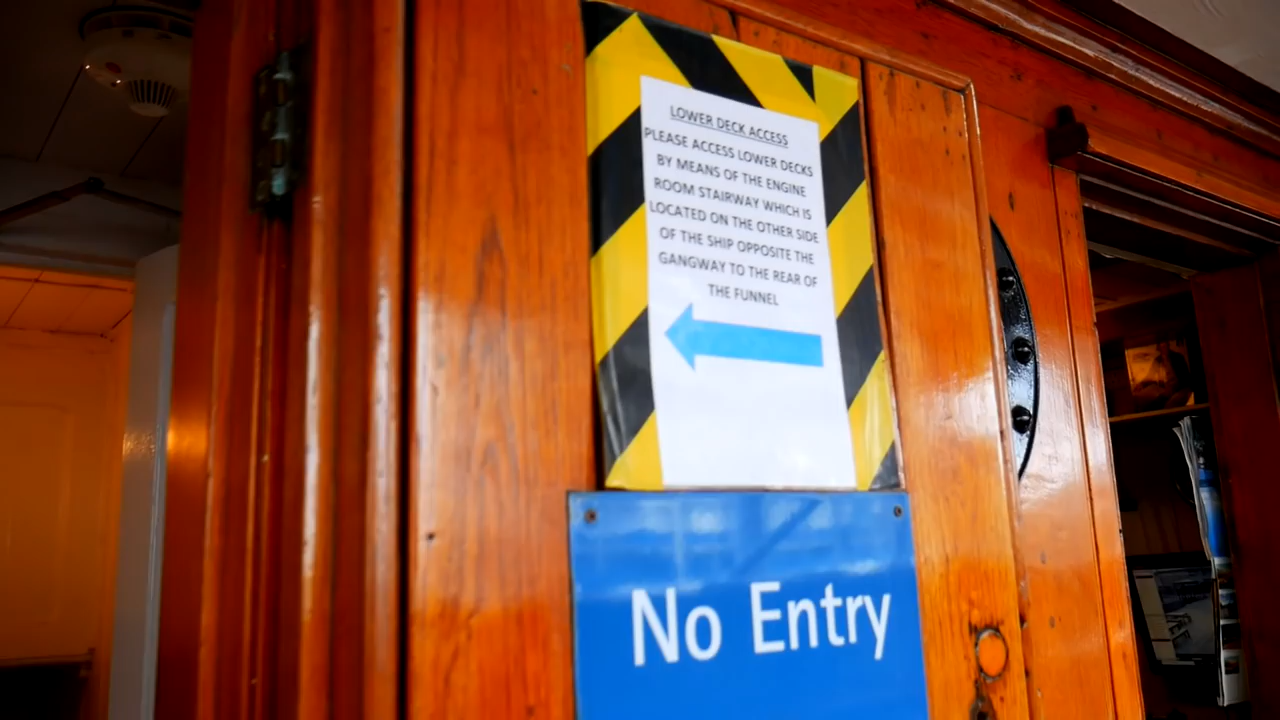 LOWER DECK ACCESS
PLEASE ACCESS LOWER DECKS
BY MEANS OF THE ENGINE
ROOM STAIRWAY WHICH IS
LOCATED ON THE OTHER SIDE
OF THE SHIP OPPOSITE THE
GANGWAY TO THE REAR OF
THE FUNNEL
No Entry